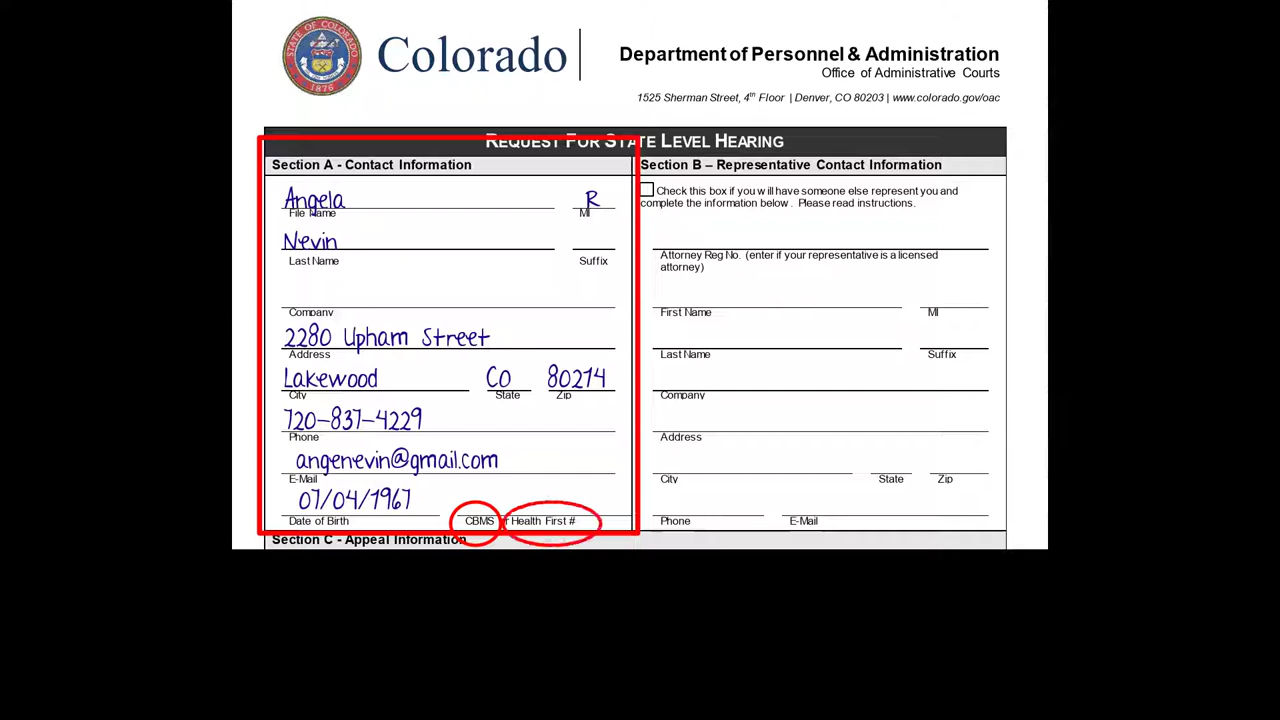 STATE OF COLORADO
1876
Colorado
Department of Personnel & Administration
Office of Administrative Courts
1525 Sherman Street, 4th Floor | Denver, CO 80203 | www.colorado.gov/oac
REQUEST FOR STATE LEVEL HEARING
Section A - Contact Information
Angela R
File Name MI
Nevin
Last Name Suffix
Company
2280 Upham Street
Address
Lakewood CO 80214
City State Zip
720-837-4229
Phone
angenevin@gmail.com
E-Mail
07/04/1967
Date of Birth CBMS r Health First #
Section B – Representative Contact Information
Check this box if you will have someone else represent you and
complete the information below. Please read instructions.
Attorney Reg No. (enter if your representative is a licensed
attorney)
First Name MI
Last Name Suffix
Company
Address
City State Zip
Phone E-Mail
Section C - Appeal Information